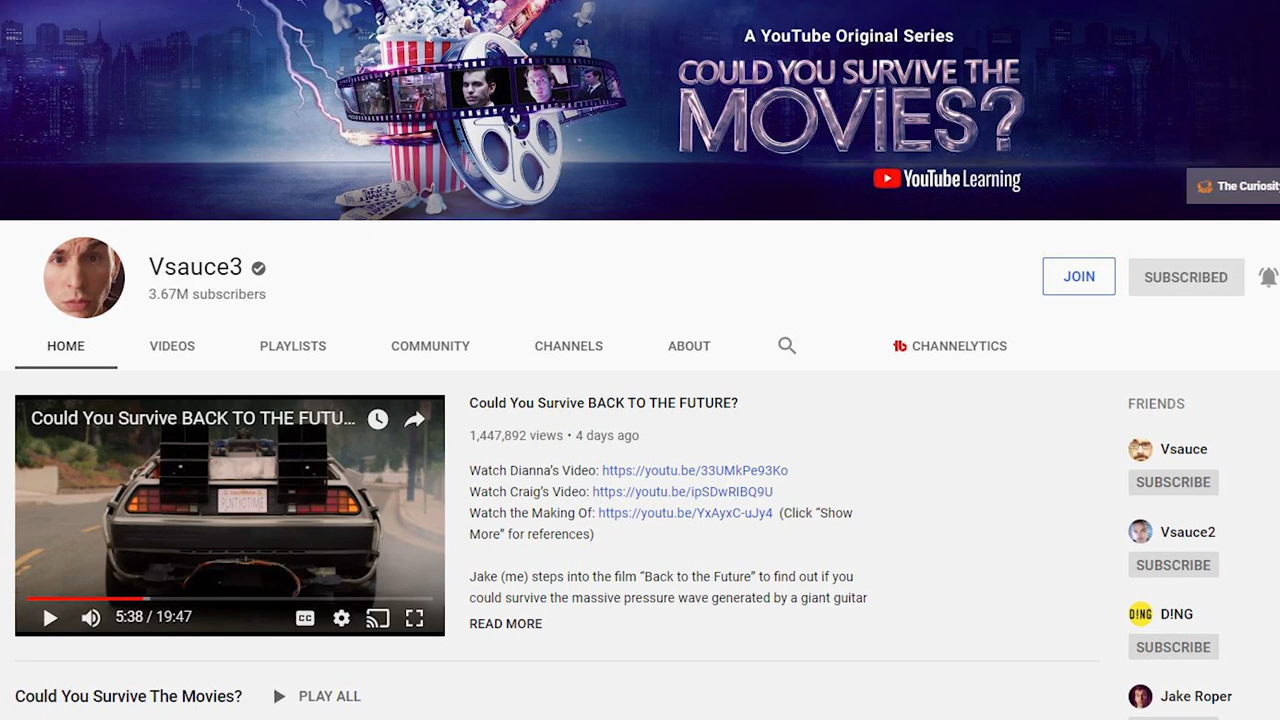 A YouTube Original Series
COULD YOU SURVIVE THE
MOVIES?
YouTube Learning
The Curiosit
Vsauce3
3.67M subscribers
JOIN
SUBSCRIBED
HOME
VIDEOS
PLAYLISTS
COMMUNITY
CHANNELS
ABOUT
CHANNELYTICS
Could You Survive BACK TO THE FUTU...
5:38 / 19:47
CC
Could You Survive BACK TO THE FUTURE?
1,447,892 views • 4 days ago
Watch Dianna's Video: https://youtu.be/33UMkPe93Ko
Watch Craig's Video: https://youtu.be/ipSDwRIBQ9U
Watch the Making Of: https://youtu.be/YxAyxC-uJy4 (Click “Show
More” for references)
Jake (me) steps into the film “Back to the Future” to find out if you
could survive the massive pressure wave generated by a giant guitar
READ MORE
FRIENDS
Vsauce
SUBSCRIBE
Vsauce2
SUBSCRIBE
D!NG
D!NG
SUBSCRIBE
Jake Roper
Could You Survive The Movies?
PLAY ALL